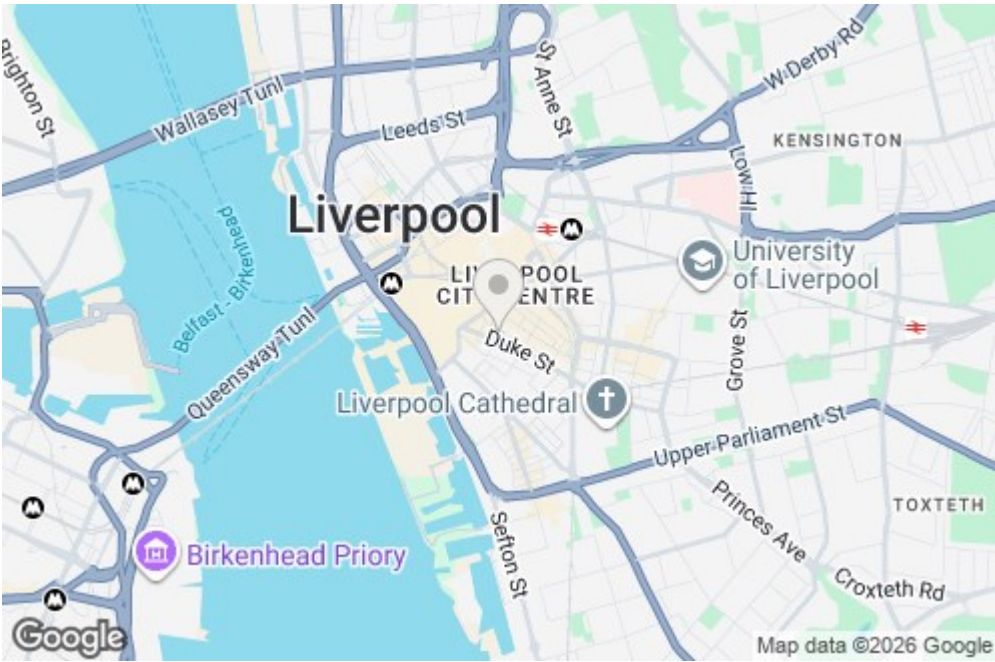 Brighton St
Wallasey Tunl
St Anne St
W Derby Rd
Leeds St
KENSINGTON
Low Hl
Liverpool
Belfast - Birkenhead
University
of Liverpool
LIVERPOOL
CITY CENTRE
Queensway Tunl
Duke St
Grove St
Liverpool Cathedral
Upper Parliament St
Princes Ave
TOXTETH
Sefton St
Birkenhead Priory
Croxteth Rd
Google
Map data ©2026 Google